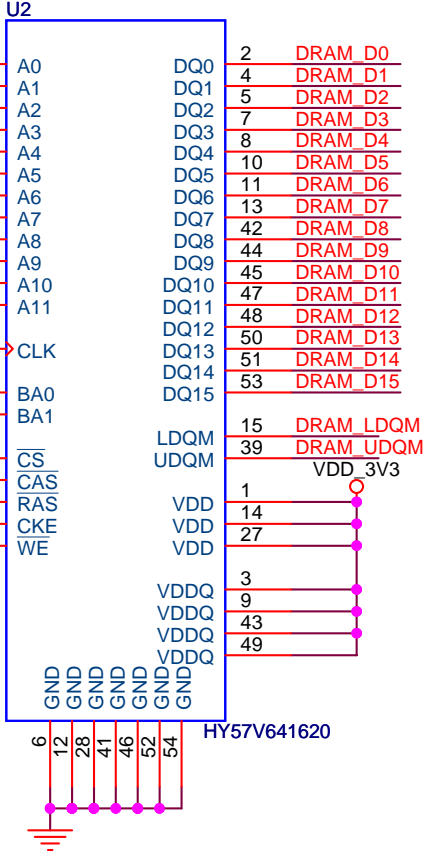 U2
2 DRAM_D0
A0 DQ0
4 DRAM_D1
A1 DQ1
5 DRAM_D2
A2 DQ2
7 DRAM_D3
A3 DQ3
8 DRAM_D4
A4 DQ4
10 DRAM_D5
A5 DQ5
11 DRAM_D6
A6 DQ6
13 DRAM_D7
A7 DQ7
42 DRAM_D8
A8 DQ8
44 DRAM_D9
A9 DQ9
45 DRAM_D10
A10 DQ10
47 DRAM_D11
A11 DQ11
48 DRAM_D12
DQ12
50 DRAM_D13
CLK DQ13
51 DRAM_D14
DQ14
53 DRAM_D15
BA0 DQ15
BA1
15 DRAM_LDQM
LDQM
39 DRAM_UDQM
CS UDQM
VDD_3V3
CAS
1
RAS VDD
14
CKE VDD
27
WE VDD
3
VDDQ
9
VDDQ
43
VDDQ
49
VDDQ
GND GND GND GND GND GND GND
HY57V641620
6 12 28 41 46 52 54